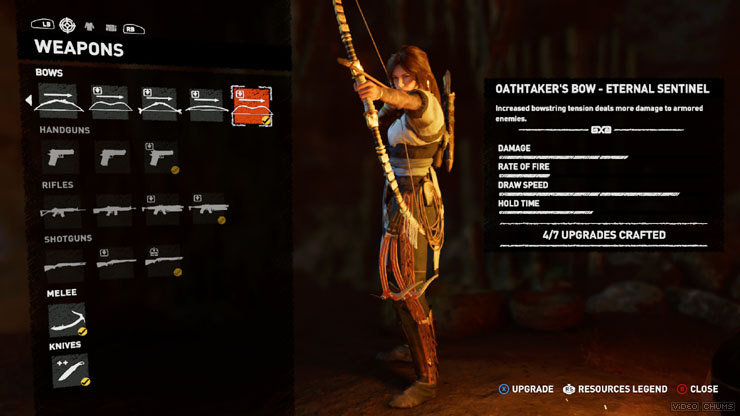 LB
RB
WEAPONS
BOWS
HANDGUNS
RIFLES
SHOTGUNS
MELEE
KNIVES
OATHTAKER'S BOW - ETERNAL SENTINEL
Increased bowstring tension deals more damage to armored
enemies.
DAMAGE
RATE OF FIRE
DRAW SPEED
HOLD TIME
4/7 UPGRADES CRAFTED
X UPGRADE
RS RESOURCES LEGEND
B CLOSE
VIDEO CHUMS